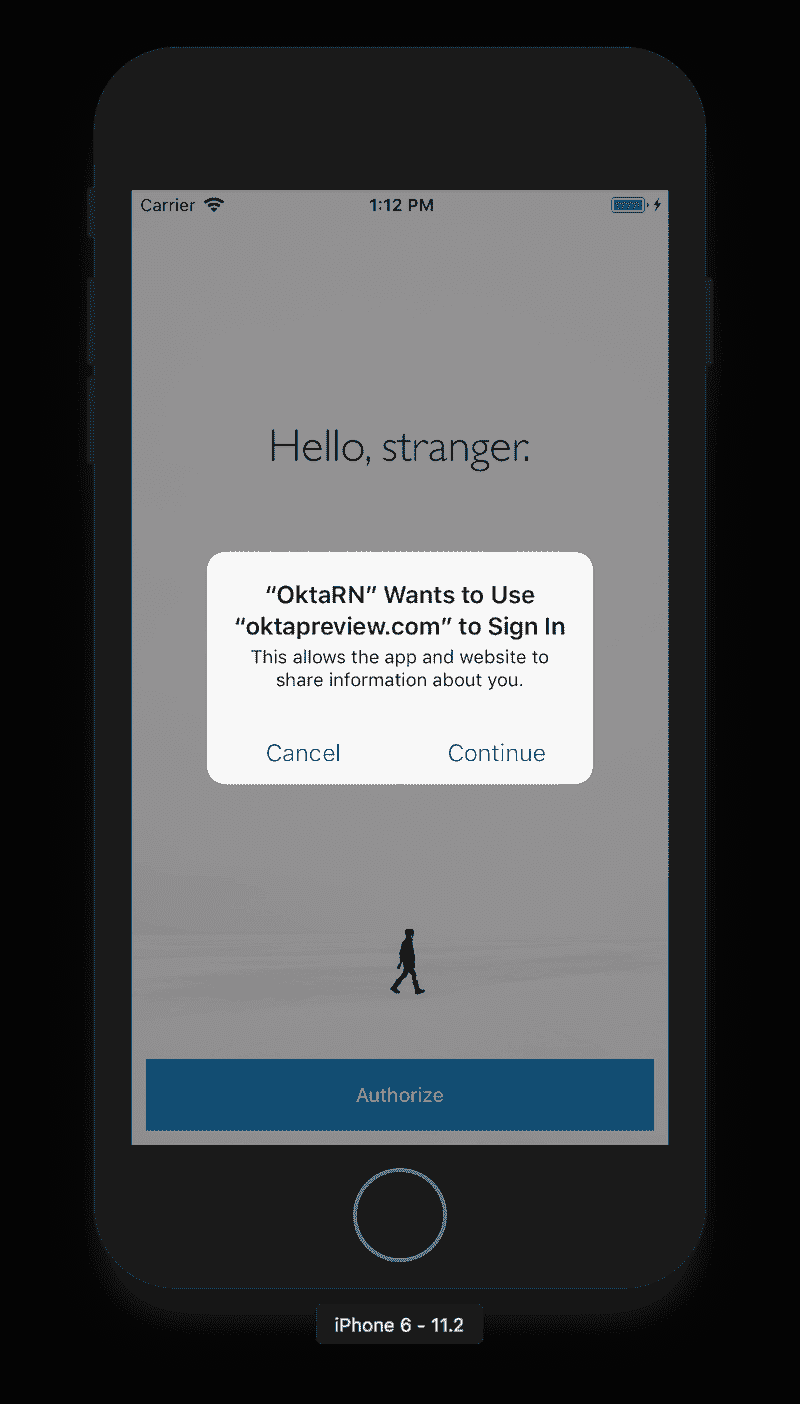 Carrier 1:12 PM
Hello, stranger.
“OktaRN” Wants to Use
“oktapreview.com” to Sign In
This allows the app and website to
share information about you.
Cancel Continue
Authorize
iPhone 6 - 11.2